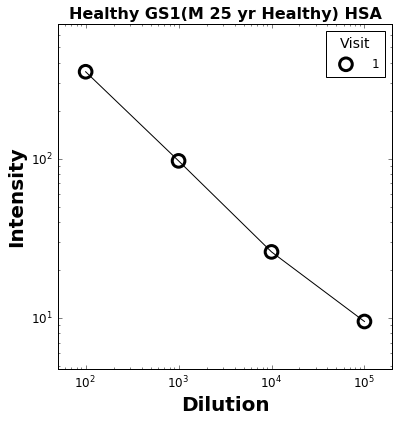 Healthy GS1(M 25 yr Healthy) HSA
Visit
1
Intensity
10²
10¹
10² 10³ 10⁴ 10⁵
Dilution